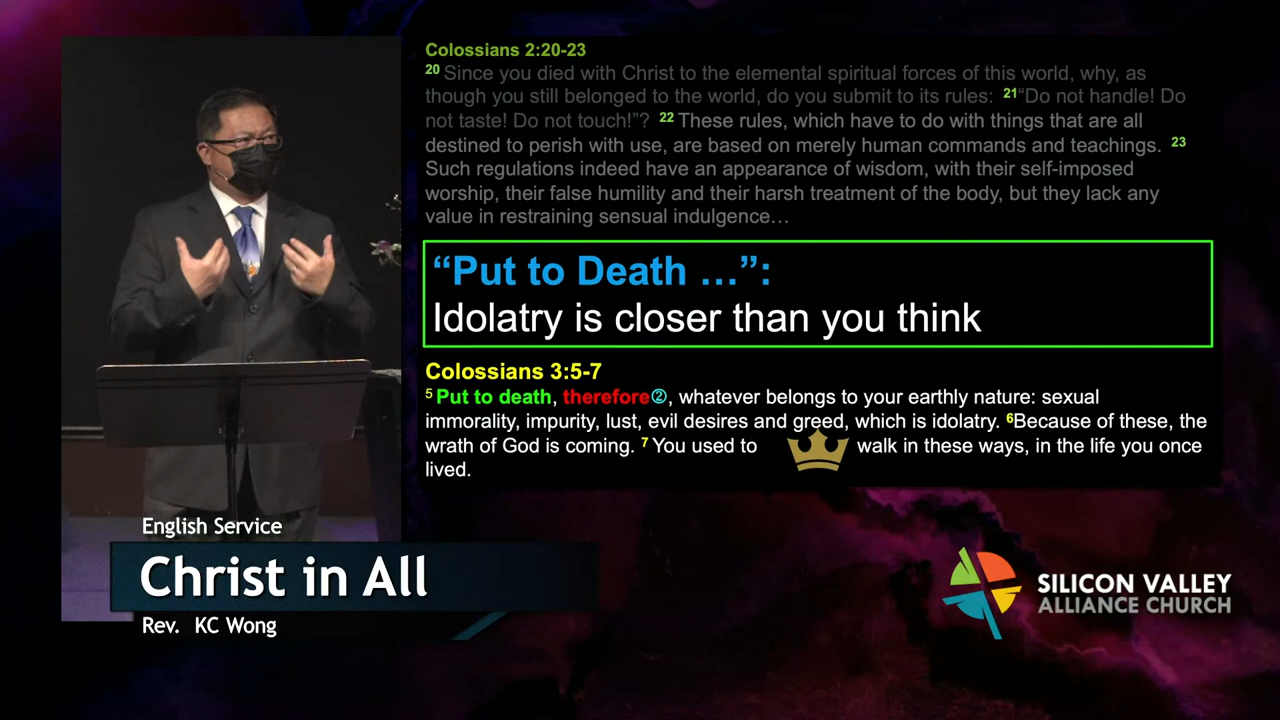 Colossians 2:20-23
20 Since you died with Christ to the elemental spiritual forces of this world, why, as
though you still belonged to the world, do you submit to its rules: 21“Do not handle! Do
not taste! Do not touch!”? 22 These rules, which have to do with things that are all
destined to perish with use, are based on merely human commands and teachings. 23
Such regulations indeed have an appearance of wisdom, with their self-imposed
worship, their false humility and their harsh treatment of the body, but they lack any
value in restraining sensual indulgence…
“Put to Death …”:
Idolatry is closer than you think
Colossians 3:5-7
5 Put to death, therefore②, whatever belongs to your earthly nature: sexual
immorality, impurity, lust, evil desires and greed, which is idolatry. 6Because of these, the
wrath of God is coming. 7 You used to walk in these ways, in the life you once
lived.
English Service
Christ in All
Rev. KC Wong
SILICON VALLEY
ALLIANCE CHURCH